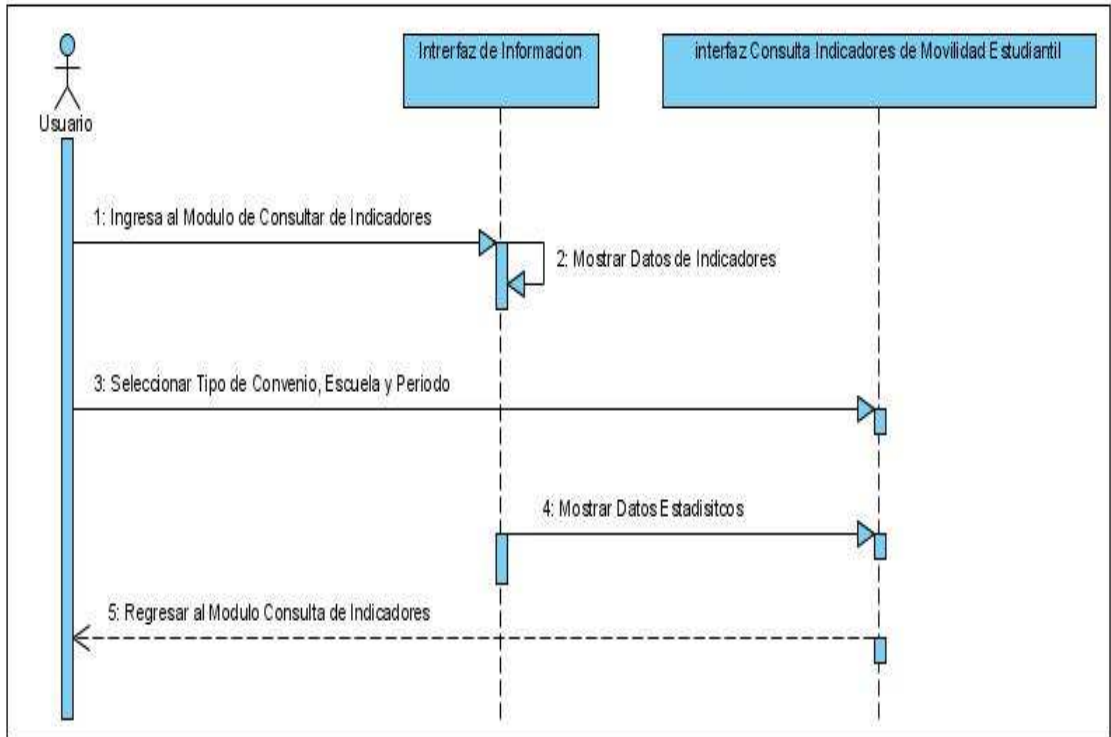 Intrerfaz de Informacion
interfaz Consulta Indicadores de Movilidad Estudiantil
Usuario
1: Ingresa al Modulo de Consultar de Indicadores
2: Mostrar Datos de Indicadores
3: Seleccionar Tipo de Convenio, Escuela y Periodo
4: Mostrar Datos Estadisitcos
5: Regresar al Modulo Consulta de Indicadores